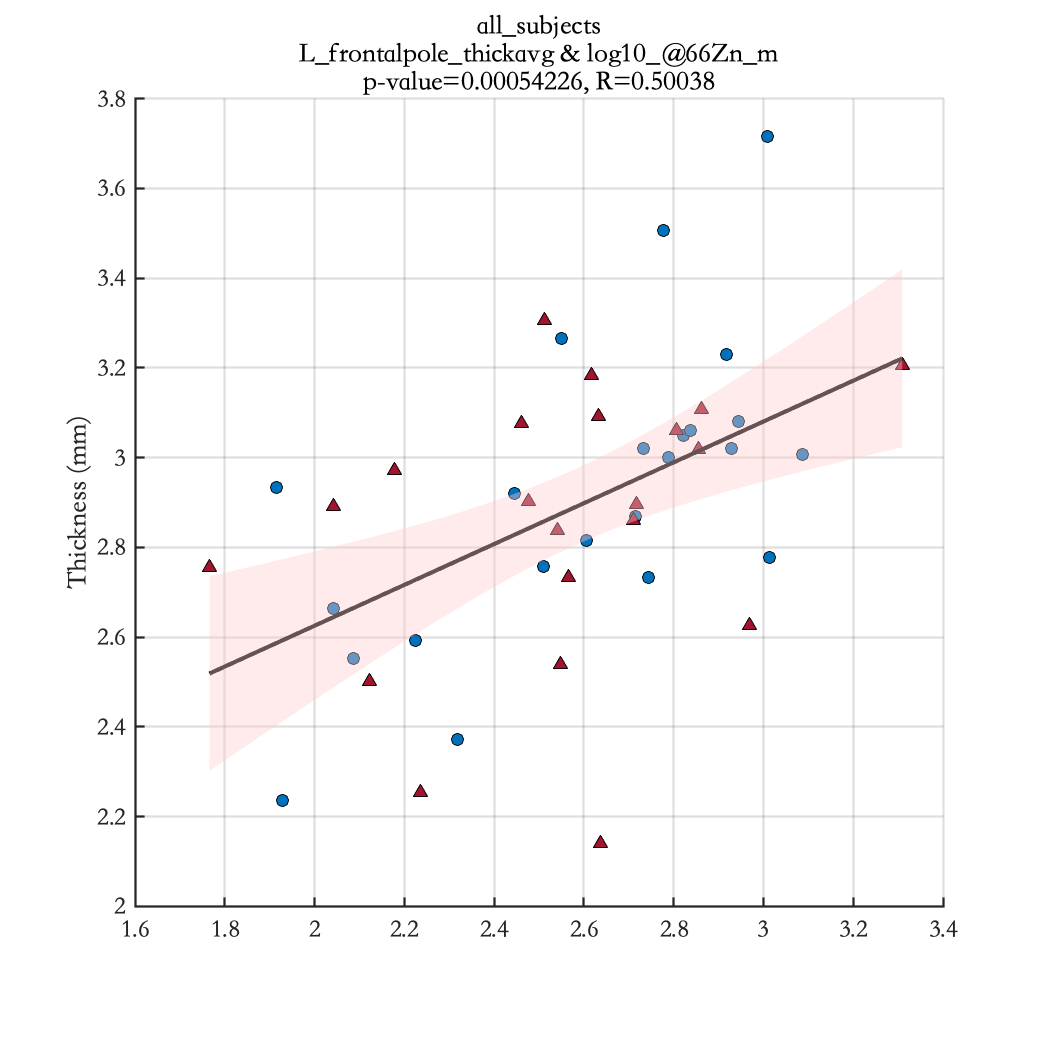 all_subjects
L_frontalpole_thickavg & log10_@66Zn_m
p-value=0.00054226, R=0.50038
3.8
3.6
3.4
3.2
3
2.8
2.6
2.4
2.2
2
Thickness (mm)
1.6 1.8 2 2.2 2.4 2.6 2.8 3 3.2 3.4